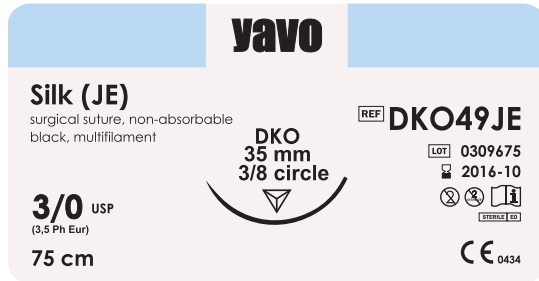 yavo
Silk (JE)
surgical suture, non-absorbable
black, multifilament
DKO
35 mm
3/8 circle
REF DKO49JE
LOT 0309675
2016-10
STERILE EO
3/0 USP
(3,5 Ph Eur)
75 cm
CE 0434